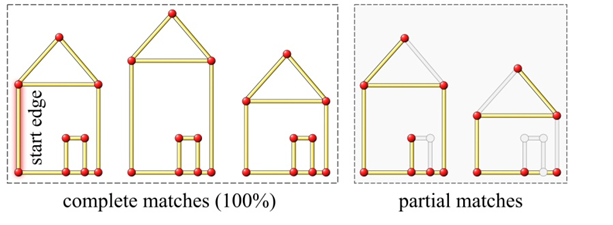 start edge
complete matches (100%)
partial matches